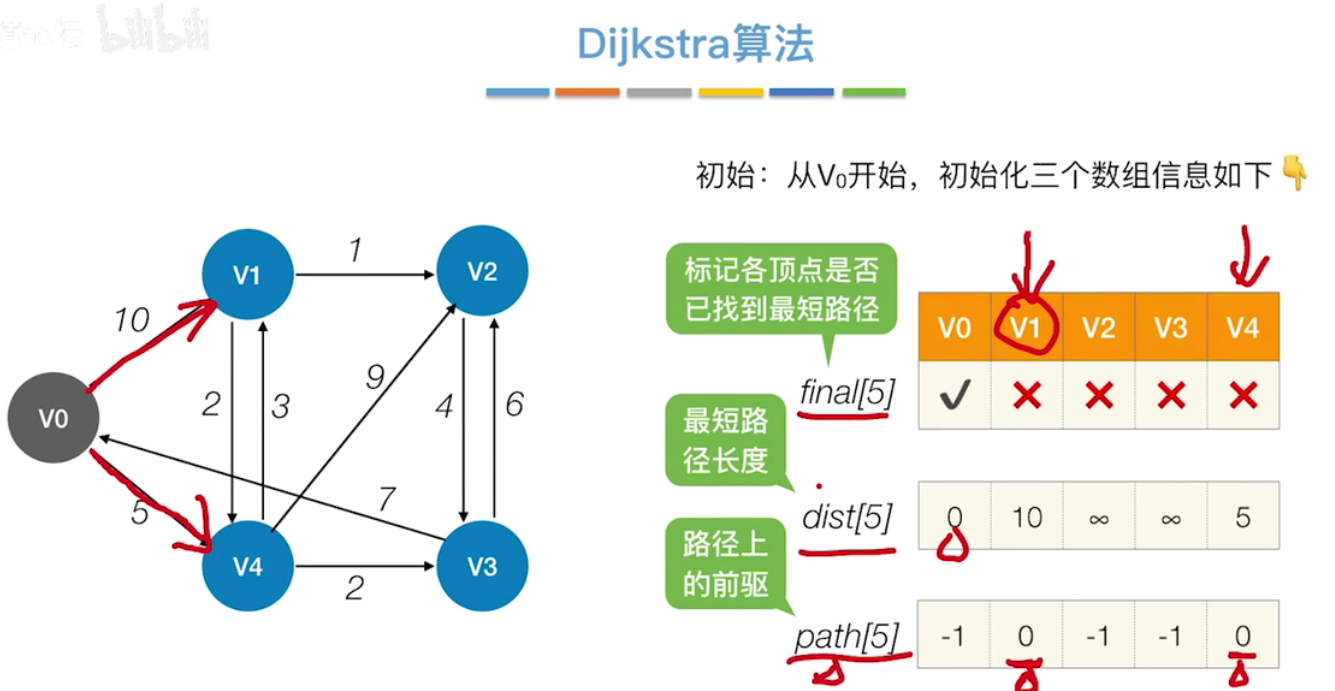 bilibili
Dijkstra算法
初始：从V₀开始，初始化三个数组信息如下👇
标记各顶点是否
已找到最短路径
V0 V1 V2 V3 V4
final[5] ✓ ✕ ✕ ✕ ✕
最短路
径长度
dist[5] 0 10 ∞ ∞ 5
路径上
的前驱
path[5] -1 0 -1 -1 0
V1 1 V2
10
2 3 9 4 6
V0
5 7
V4 2 V3